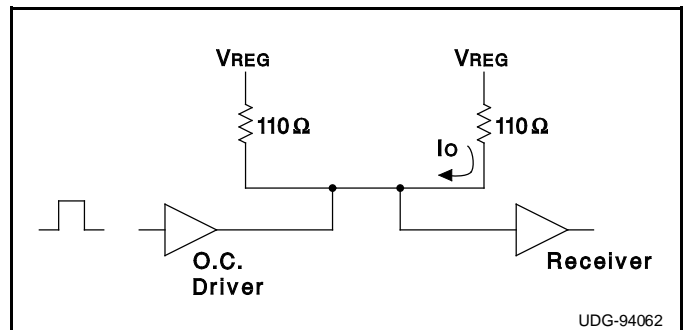 VREG
VREG
110Ω
110Ω
IO
O.C.
Driver
Receiver
UDG-94062